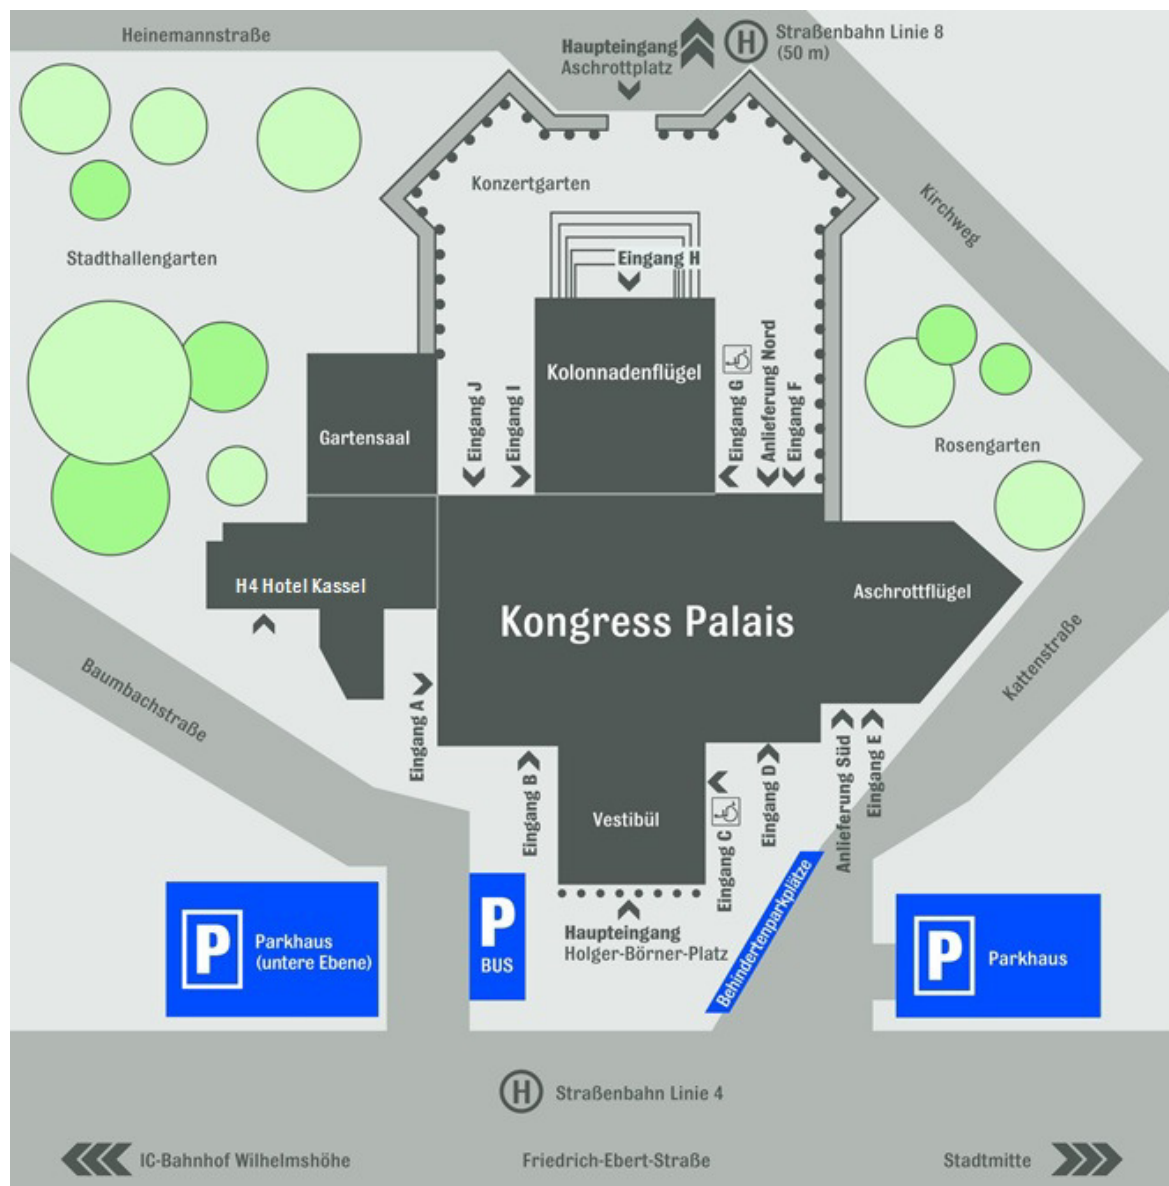 Heinemannstraße
Haupteingang
Aschrottplatz
H
Straßenbahn Linie 8
(50 m)
Konzertgarten
Kirchweg
Stadthallengarten
Eingang H
Kolonnadenflügel
Eingang J
Eingang I
Eingang G
Anlieferung Nord
Eingang F
Gartensaal
Rosengarten
H4 Hotel Kassel
Kongress Palais
Aschrottflügel
Baumbachstraße
Kattenstraße
Eingang A
Eingang B
Vestibül
Eingang C
Eingang D
Anlieferung Süd
Eingang E
P
Parkhaus
(untere Ebene)
P
BUS
Haupteingang
Holger-Börner-Platz
Behindertenparkplätze
P
Parkhaus
H
Straßenbahn Linie 4
IC-Bahnhof Wilhelmshöhe
Friedrich-Ebert-Straße
Stadtmitte